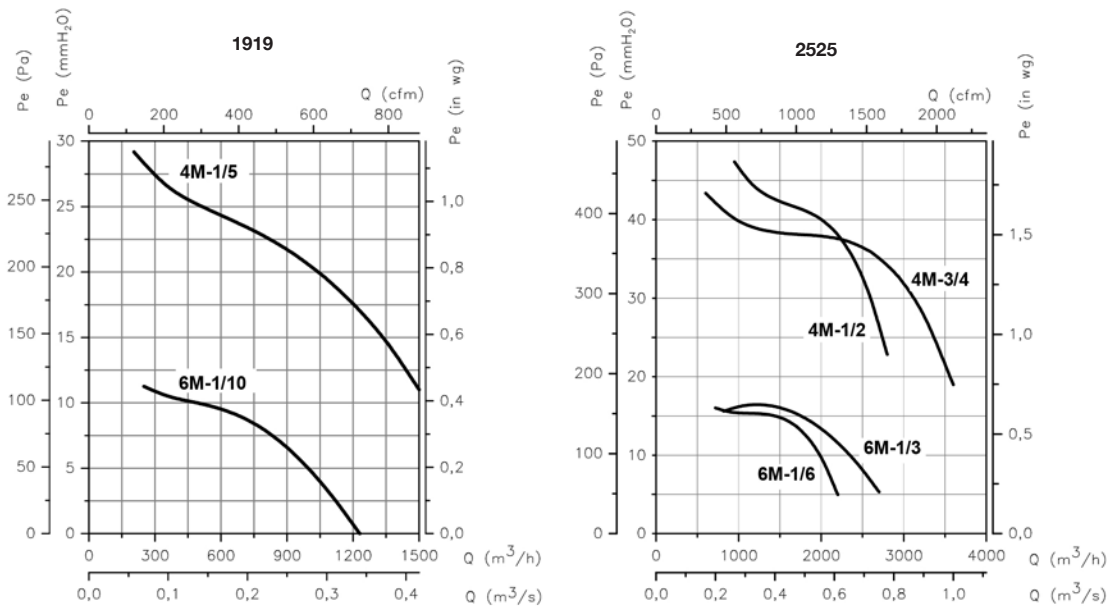 1919
Pe (Pa)
Pe (mmH2O)
Q (cfm)
Pe (in wg)
0 200 400 600 800
30
25
20
15
10
5
0
250
200
150
100
50
0
1,0
0,8
0,6
0,4
0,2
0,0
4M-1/5
6M-1/10
0 300 600 900 1200 1500 Q (m³/h)
0,0 0,1 0,2 0,3 0,4 Q (m³/s)
2525
Pe (Pa)
Pe (mmH2O)
Q (cfm)
Pe (in wg)
0 500 1000 1500 2000
50
40
30
20
10
0
400
300
200
100
0
1,5
1,0
0,5
0,0
4M-3/4
4M-1/2
6M-1/3
6M-1/6
0 1000 2000 3000 4000 Q (m³/h)
0,0 0,2 0,4 0,6 0,8 1,0 Q (m³/s)